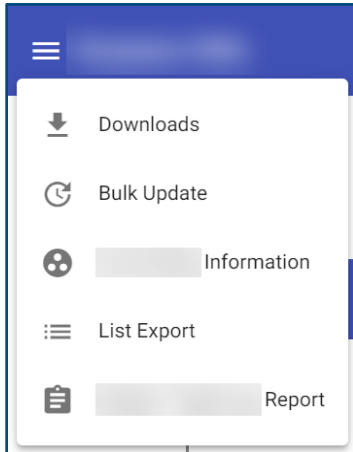 Downloads
Bulk Update
Information
List Export
Report